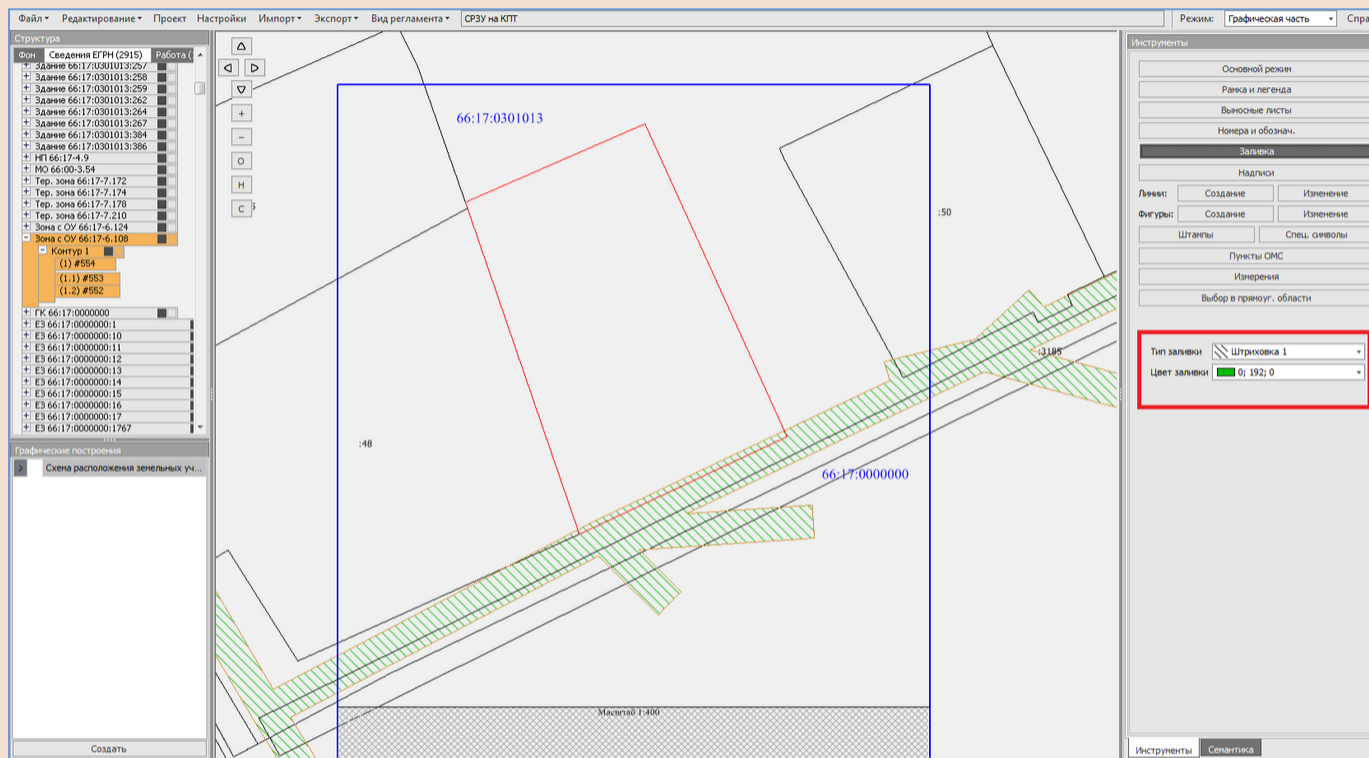 Файл Редактирование Проект Настройки Импорт Экспорт Вид регламента СРЗУ на КПТ Режим: Графическая часть Спра
Структура
Фон Сведения ЕГРН (2915) Работа (
Здание 66:17:0301013:257
Здание 66:17:0301013:258
Здание 66:17:0301013:259
Здание 66:17:0301013:262
Здание 66:17:0301013:264
Здание 66:17:0301013:267
Здание 66:17:0301013:384
Здание 66:17:0301013:386
НП 66:17-4.9
МО 66:00-3.54
Тер. зона 66:17-7.172
Тер. зона 66:17-7.174
Тер. зона 66:17-7.178
Тер. зона 66:17-7.210
Зона с ОУ 66:17-6.124
Зона с ОУ 66:17-6.108
Контур 1
(1) #554
(1.1) #553
(1.2) #552
ГК 66:17:0000000
ЕЗ 66:17:0000000:1
ЕЗ 66:17:0000000:10
ЕЗ 66:17:0000000:11
ЕЗ 66:17:0000000:12
ЕЗ 66:17:0000000:13
ЕЗ 66:17:0000000:14
ЕЗ 66:17:0000000:15
ЕЗ 66:17:0000000:16
ЕЗ 66:17:0000000:17
ЕЗ 66:17:0000000:1767
Графические построения
Схема расположения земельных уч...
Создать
О
Н
С
66:17:0301013
:50
:3185
:48
66:17:0000000
Масштаб 1:400
Инструменты
Основной режим
Рамка и легенда
Выносные листы
Номера и обознач.
Заливка
Надписи
Линии: Создание Изменение
Фигуры: Создание Изменение
Штампы Спец. символы
Пункты ОМС
Измерения
Выбор в прямоуг. области
Тип заливки Штриховка 1
Цвет заливки 0; 192; 0
Инструменты Семантика